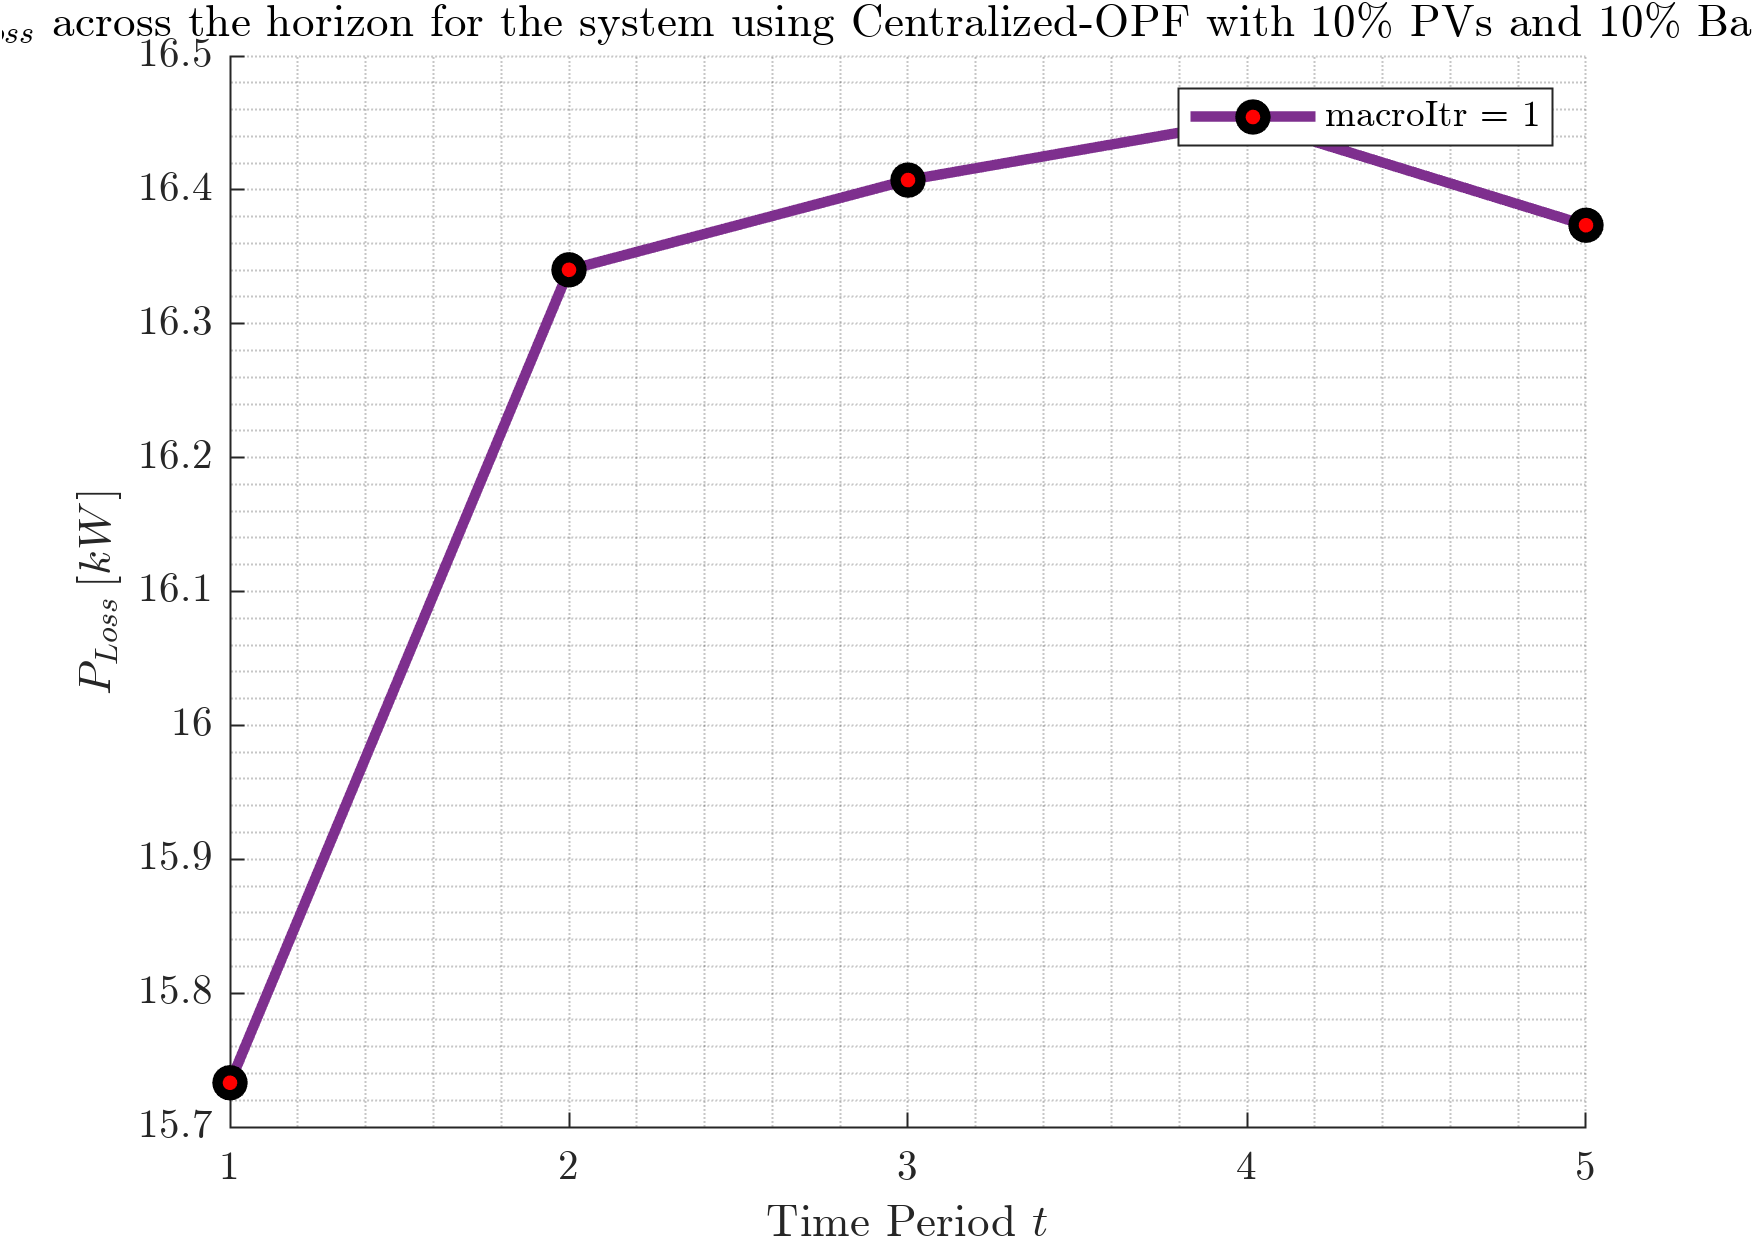 oss across the horizon for the system using Centralized-OPF with 10% PVs and 10% Ba
16.5
16.4
16.3
16.2
16.1
16
15.9
15.8
15.7
macroItr = 1
P_Loss [kW]
1 2 3 4 5
Time Period t